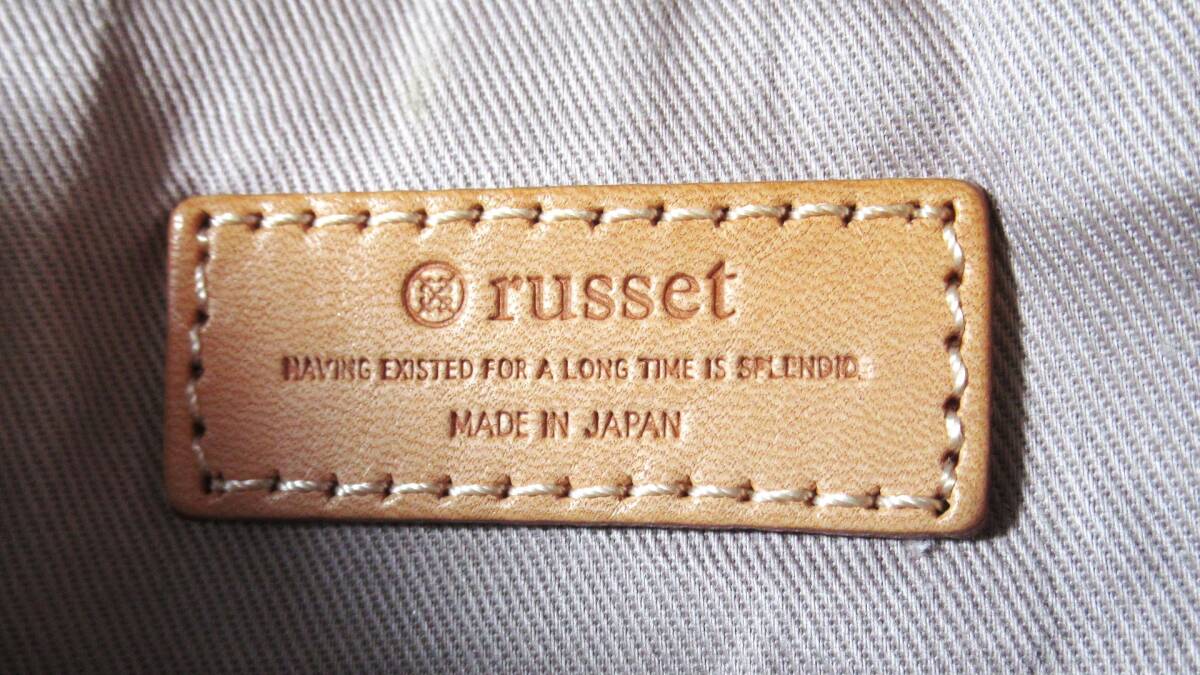 russet
HAVING EXISTED FOR A LONG TIME IS SPLENDID.
MADE IN JAPAN